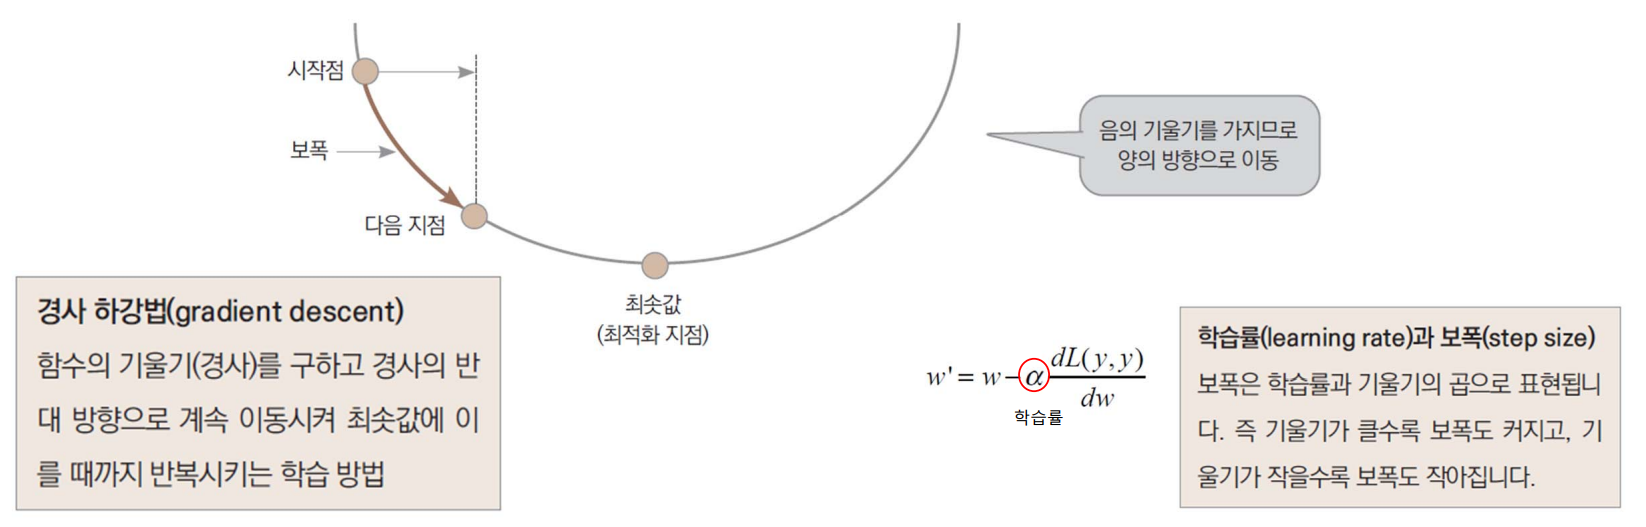 시작점
보폭
다음 지점
최솟값
(최적화 지점)
음의 기울기를 가지므로
양의 방향으로 이동
경사 하강법(gradient descent)
함수의 기울기(경사)를 구하고 경사의 반
대 방향으로 계속 이동시켜 최솟값에 이
를 때까지 반복시키는 학습 방법
w' = w − α dL(y, y) / dw
학습률
학습률(learning rate)과 보폭(step size)
보폭은 학습률과 기울기의 곱으로 표현됩니
다. 즉 기울기가 클수록 보폭도 커지고, 기
울기가 작을수록 보폭도 작아집니다.